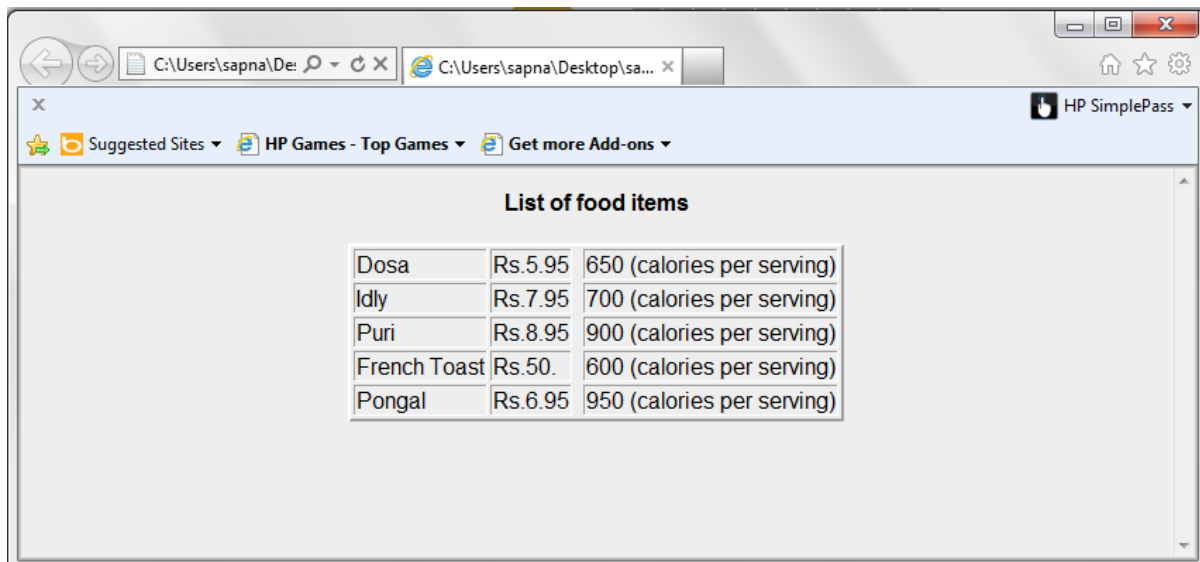 C:\Users\sapna\De:
C:\Users\sapna\Desktop\sa...
HP SimplePass
Suggested Sites HP Games - Top Games Get more Add-ons
List of food items
Dosa Rs.5.95 650 (calories per serving)
Idly Rs.7.95 700 (calories per serving)
Puri Rs.8.95 900 (calories per serving)
French Toast Rs.50. 600 (calories per serving)
Pongal Rs.6.95 950 (calories per serving)